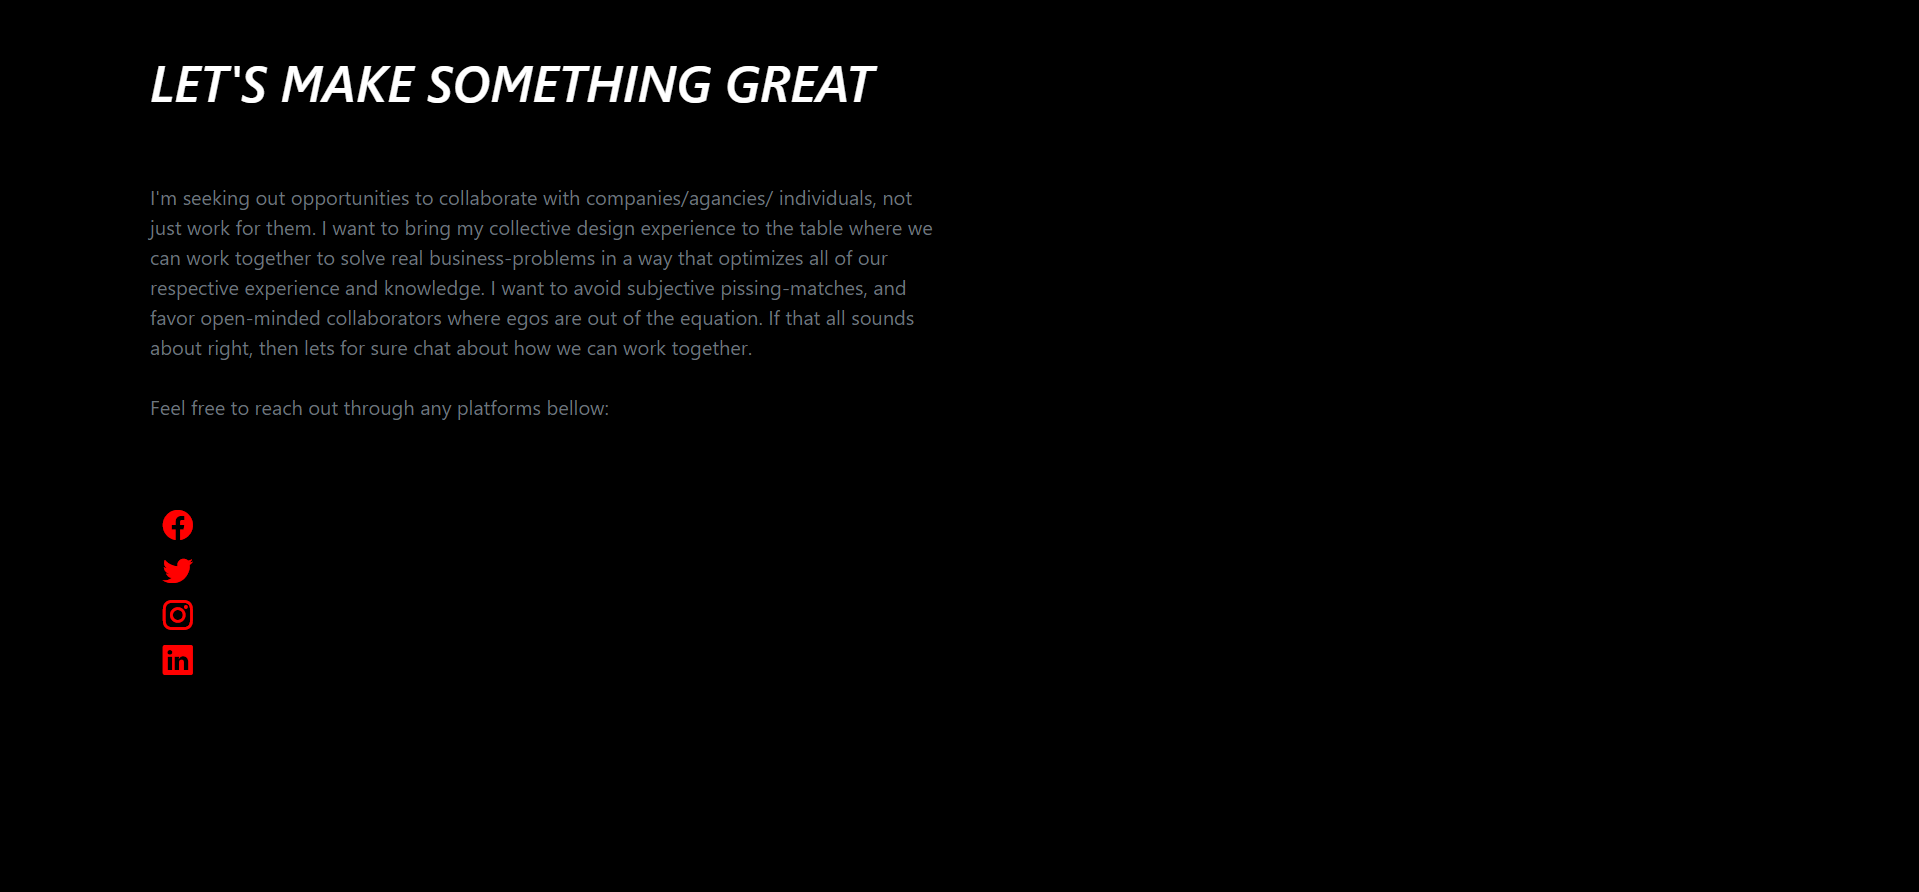 LET'S MAKE SOMETHING GREAT
I'm seeking out opportunities to collaborate with companies/agancies/ individuals, not
just work for them. I want to bring my collective design experience to the table where we
can work together to solve real business-problems in a way that optimizes all of our
respective experience and knowledge. I want to avoid subjective pissing-matches, and
favor open-minded collaborators where egos are out of the equation. If that all sounds
about right, then lets for sure chat about how we can work together.
Feel free to reach out through any platforms bellow: